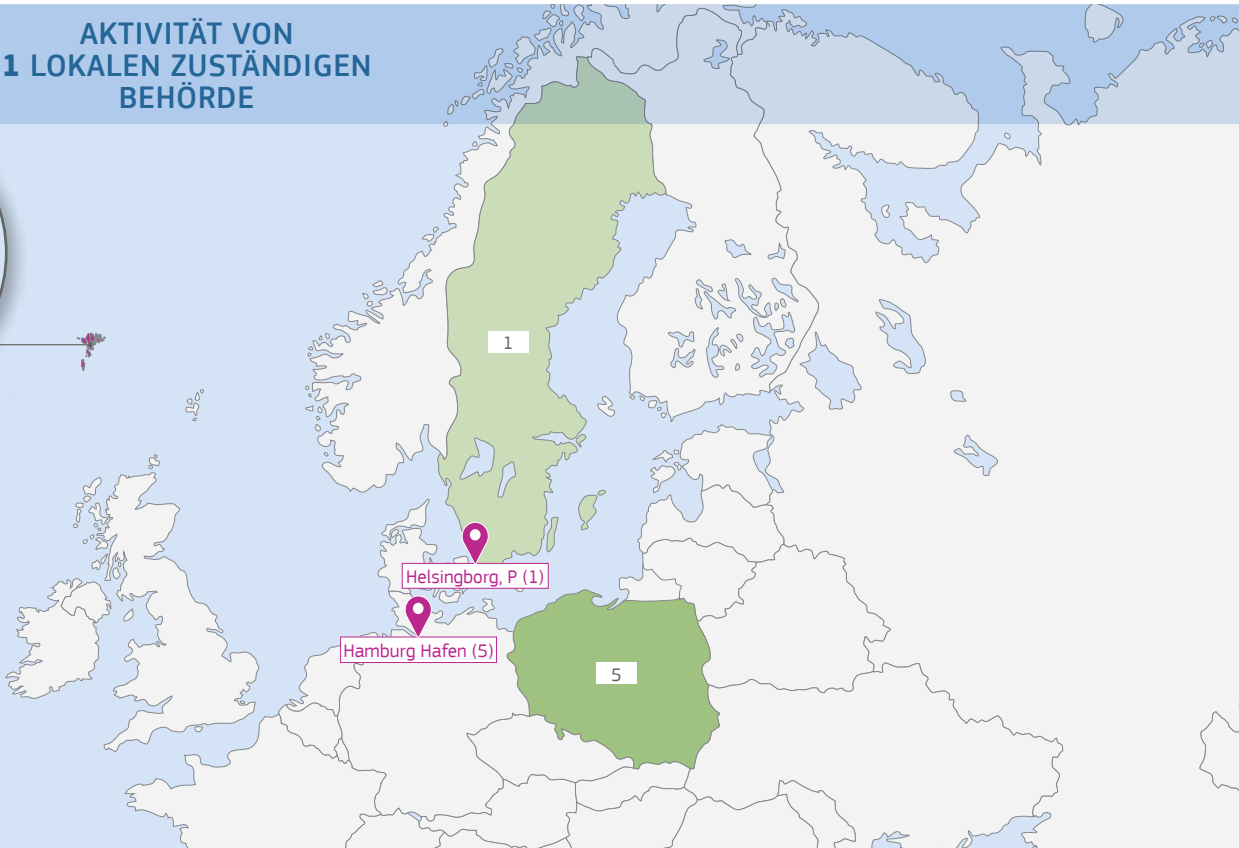 AKTIVITÄT VON
1 LOKALEN ZUSTÄNDIGEN
BEHÖRDE
1
Helsingborg, P (1)
Hamburg Hafen (5)
5